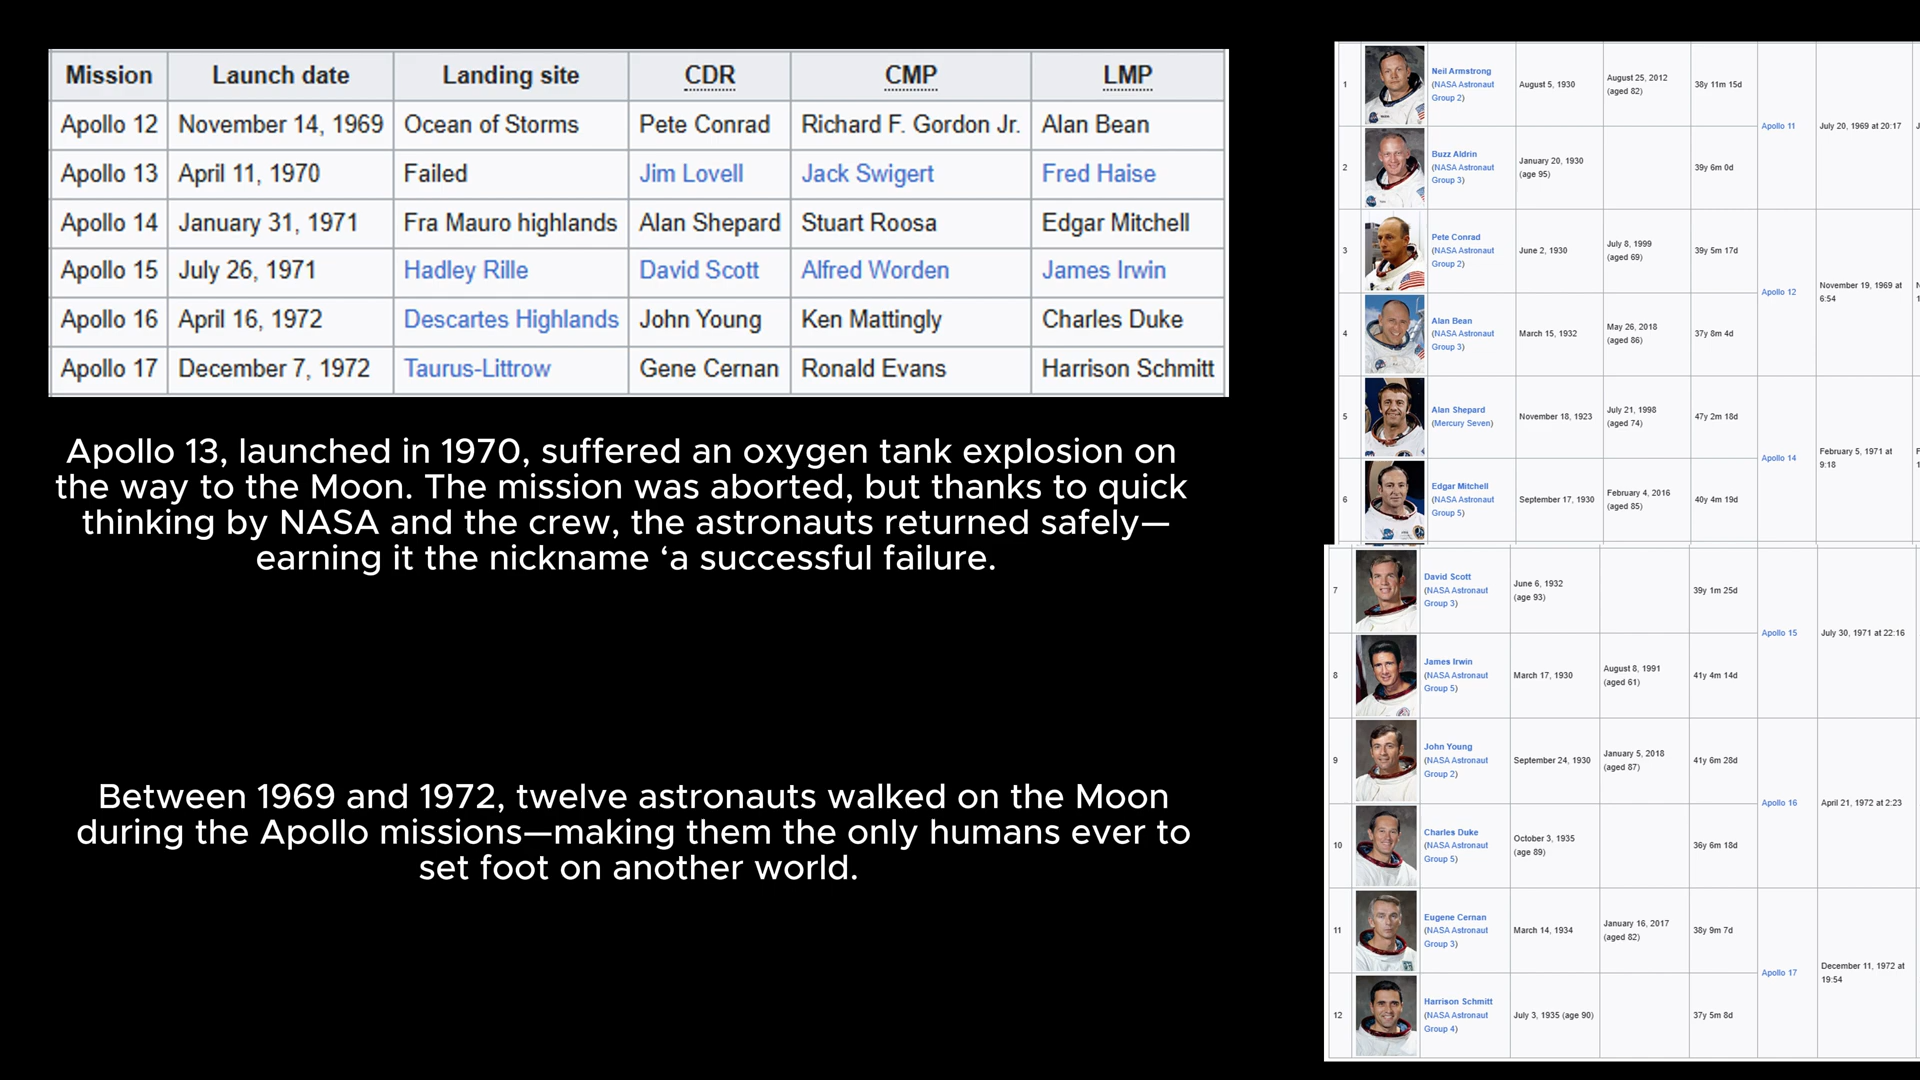 Mission Launch date Landing site CDR CMP LMP
Apollo 12 November 14, 1969 Ocean of Storms Pete Conrad Richard F. Gordon Jr. Alan Bean
Apollo 13 April 11, 1970 Failed Jim Lovell Jack Swigert Fred Haise
Apollo 14 January 31, 1971 Fra Mauro highlands Alan Shepard Stuart Roosa Edgar Mitchell
Apollo 15 July 26, 1971 Hadley Rille David Scott Alfred Worden James Irwin
Apollo 16 April 16, 1972 Descartes Highlands John Young Ken Mattingly Charles Duke
Apollo 17 December 7, 1972 Taurus-Littrow Gene Cernan Ronald Evans Harrison Schmitt
Apollo 13, launched in 1970, suffered an oxygen tank explosion on
the way to the Moon. The mission was aborted, but thanks to quick
thinking by NASA and the crew, the astronauts returned safely—
earning it the nickname ‘a successful failure.
Between 1969 and 1972, twelve astronauts walked on the Moon
during the Apollo missions—making them the only humans ever to
set foot on another world.
1 Neil Armstrong
(NASA Astronaut
Group 2)
August 5, 1930
August 25, 2012
(aged 82)
38y 11m 15d
Apollo 11
July 20, 1969 at 20:17
2 Buzz Aldrin
(NASA Astronaut
Group 3)
January 20, 1930
(age 95)
39y 6m 0d
3 Pete Conrad
(NASA Astronaut
Group 2)
June 2, 1930
July 8, 1999
(aged 69)
39y 5m 17d
Apollo 12
November 19, 1969 at
6:54
4 Alan Bean
(NASA Astronaut
Group 3)
March 15, 1932
May 26, 2018
(aged 86)
37y 8m 4d
5 Alan Shepard
(Mercury Seven)
November 18, 1923
July 21, 1998
(aged 74)
47y 2m 18d
Apollo 14
February 5, 1971 at
9:18
6 Edgar Mitchell
(NASA Astronaut
Group 5)
September 17, 1930
February 4, 2016
(aged 85)
40y 4m 19d
7 David Scott
(NASA Astronaut
Group 3)
June 6, 1932
(age 93)
39y 1m 25d
Apollo 15
July 30, 1971 at 22:16
8 James Irwin
(NASA Astronaut
Group 5)
March 17, 1930
August 8, 1991
(aged 61)
41y 4m 14d
9 John Young
(NASA Astronaut
Group 2)
September 24, 1930
January 5, 2018
(aged 87)
41y 6m 28d
Apollo 16
April 21, 1972 at 2:23
10 Charles Duke
(NASA Astronaut
Group 5)
October 3, 1935
(age 89)
36y 6m 18d
11 Eugene Cernan
(NASA Astronaut
Group 3)
March 14, 1934
January 16, 2017
(aged 82)
38y 9m 7d
Apollo 17
December 11, 1972 at
19:54
12 Harrison Schmitt
(NASA Astronaut
Group 4)
July 3, 1935 (age 90)
37y 5m 8d